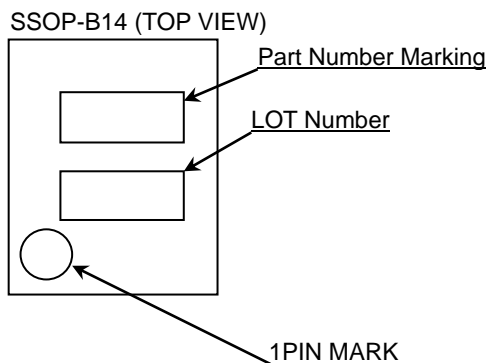 SSOP-B14 (TOP VIEW)
Part Number Marking
LOT Number
1PIN MARK